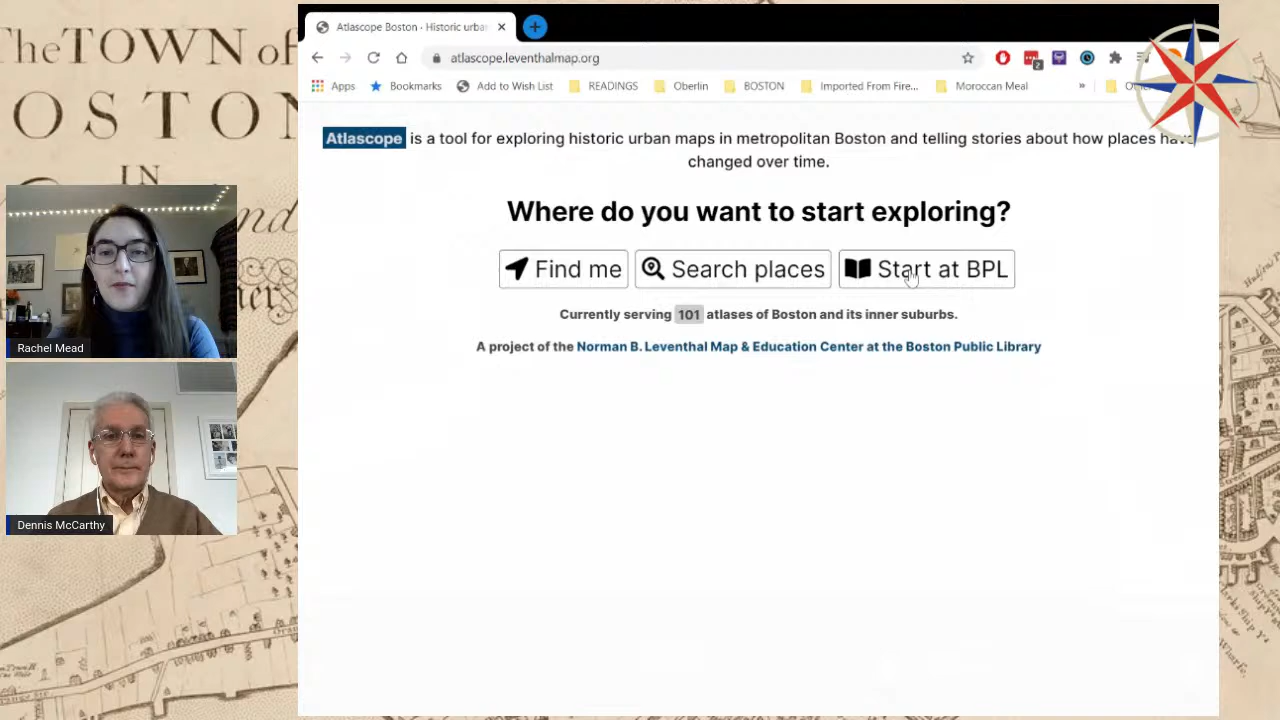 The TOWN of
BOSTON
IN
Rachel Mead
Dennis McCarthy
Atlascope Boston · Historic urba
atlascope.leventhalmap.org
2
Apps
Bookmarks
Add to Wish List
READINGS
Oberlin
BOSTON
Imported From Fire...
Moroccan Meal
»
Atlascope is a tool for exploring historic urban maps in metropolitan Boston and telling stories about how places have
changed over time.
Where do you want to start exploring?
Find me
Search places
Start at BPL
Currently serving 101 atlases of Boston and its inner suburbs.
A project of the Norman B. Leventhal Map & Education Center at the Boston Public Library